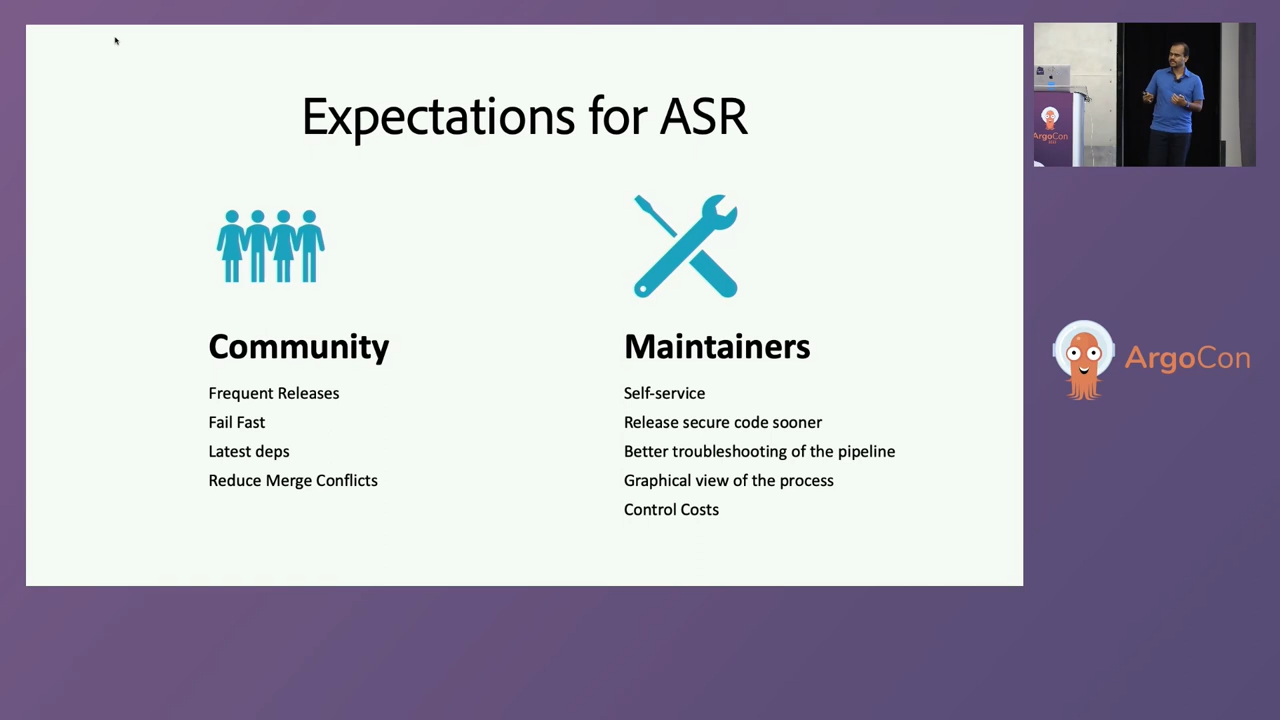 Expectations for ASR
Community
Frequent Releases
Fail Fast
Latest deps
Reduce Merge Conflicts
Maintainers
Self-service
Release secure code sooner
Better troubleshooting of the pipeline
Graphical view of the process
Control Costs
ArgoCon
ArgoCon